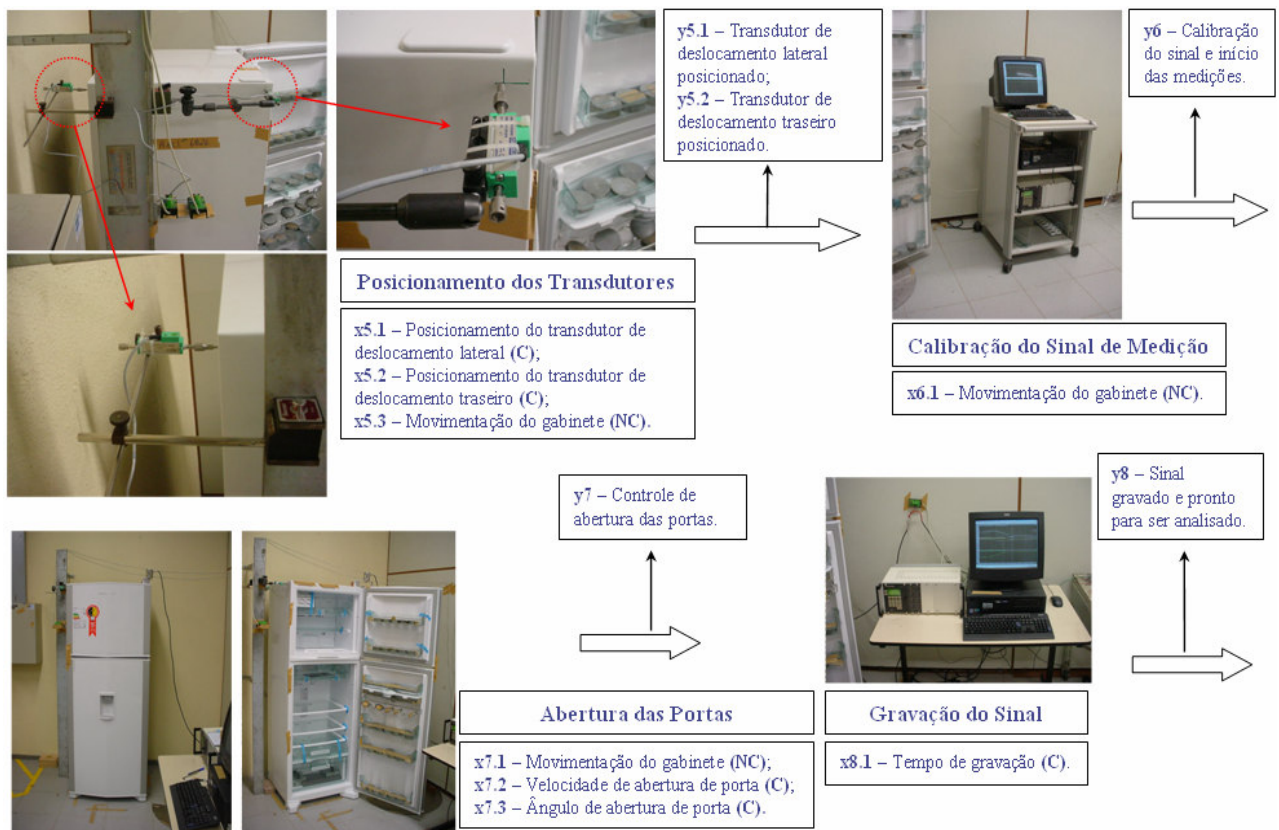 y5.1 – Transdutor de
deslocamento lateral
posicionado;
y5.2 – Transdutor de
deslocamento traseiro
posicionado.
y6 – Calibração
do sinal e início
das medições.
Posicionamento dos Transdutores
x5.1 – Posicionamento do transdutor de
deslocamento lateral (C);
x5.2 – Posicionamento do transdutor de
deslocamento traseiro (C);
x5.3 – Movimentação do gabinete (NC).
Calibração do Sinal de Medição
x6.1 – Movimentação do gabinete (NC).
y7 – Controle de
abertura das portas.
y8 – Sinal
gravado e pronto
para ser analisado.
Abertura das Portas
x7.1 – Movimentação do gabinete (NC);
x7.2 – Velocidade de abertura de porta (C);
x7.3 – Ângulo de abertura de porta (C).
Gravação do Sinal
x8.1 – Tempo de gravação (C).